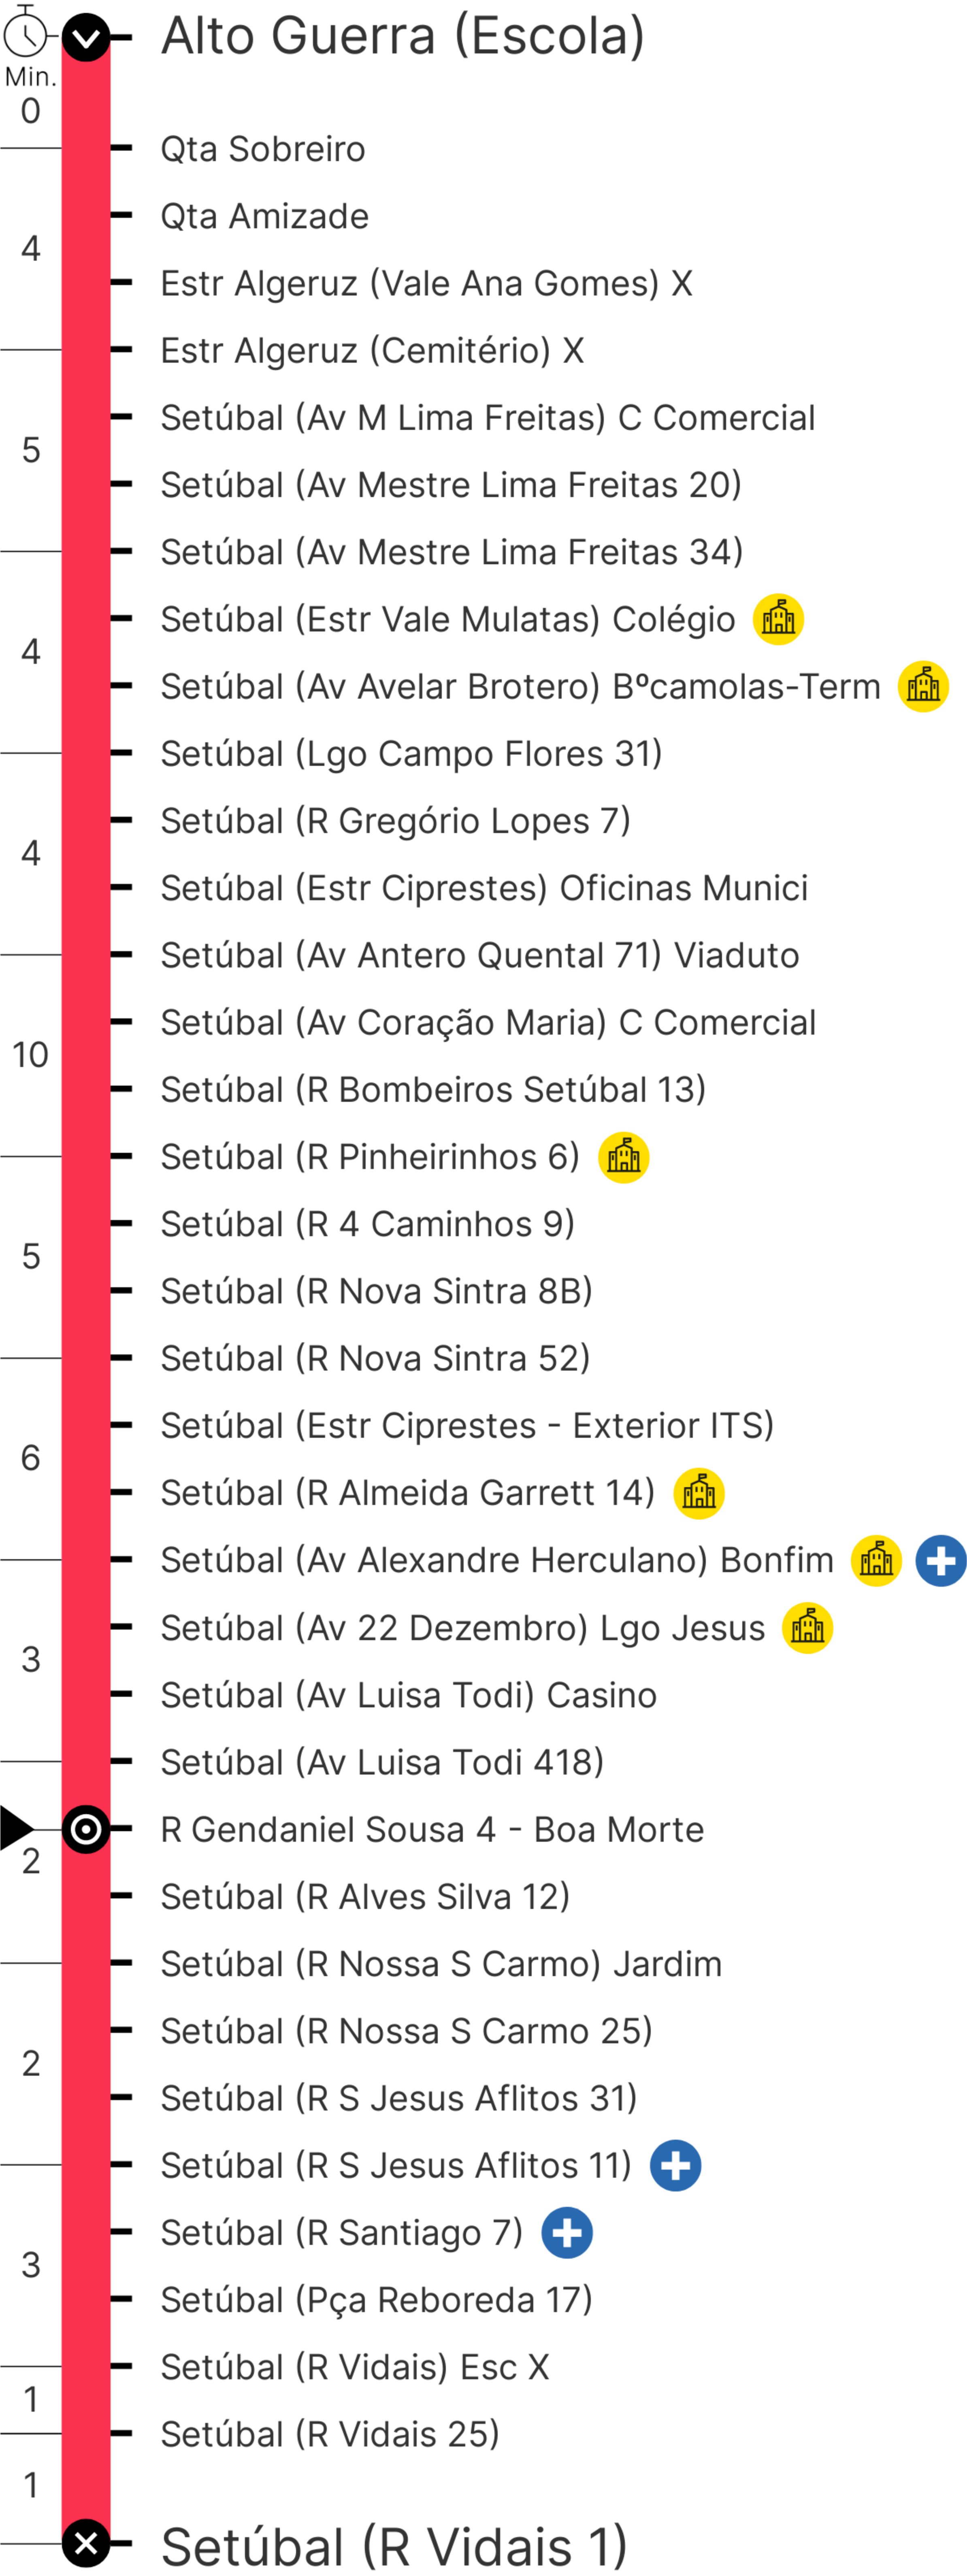 Alto Guerra (Escola)
Min.
0
Qta Sobreiro
Qta Amizade
4
Estr Algeruz (Vale Ana Gomes) X
Estr Algeruz (Cemitério) X
Setúbal (Av M Lima Freitas) C Comercial
5
Setúbal (Av Mestre Lima Freitas 20)
Setúbal (Av Mestre Lima Freitas 34)
Setúbal (Estr Vale Mulatas) Colégio
4
Setúbal (Av Avelar Brotero) Bºcamolas-Term
Setúbal (Lgo Campo Flores 31)
Setúbal (R Gregório Lopes 7)
4
Setúbal (Estr Ciprestes) Oficinas Munici
Setúbal (Av Antero Quental 71) Viaduto
Setúbal (Av Coração Maria) C Comercial
10
Setúbal (R Bombeiros Setúbal 13)
Setúbal (R Pinheirinhos 6)
Setúbal (R 4 Caminhos 9)
5
Setúbal (R Nova Sintra 8B)
Setúbal (R Nova Sintra 52)
Setúbal (Estr Ciprestes - Exterior ITS)
6
Setúbal (R Almeida Garrett 14)
Setúbal (Av Alexandre Herculano) Bonfim
Setúbal (Av 22 Dezembro) Lgo Jesus
3
Setúbal (Av Luisa Todi) Casino
Setúbal (Av Luisa Todi 418)
R Gendaniel Sousa 4 - Boa Morte
2
Setúbal (R Alves Silva 12)
Setúbal (R Nossa S Carmo) Jardim
Setúbal (R Nossa S Carmo 25)
2
Setúbal (R S Jesus Aflitos 31)
Setúbal (R S Jesus Aflitos 11)
Setúbal (R Santiago 7)
3
Setúbal (Pça Reboreda 17)
Setúbal (R Vidais) Esc X
1
Setúbal (R Vidais 25)
1
Setúbal (R Vidais 1)